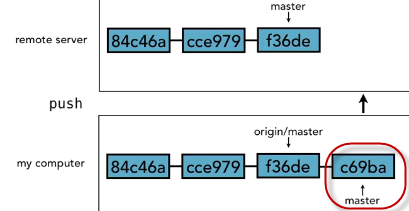 master
remote server
84c46a
cce979
f36de
push
origin/master
my computer
84c46a
cce979
f36de
c69ba
master